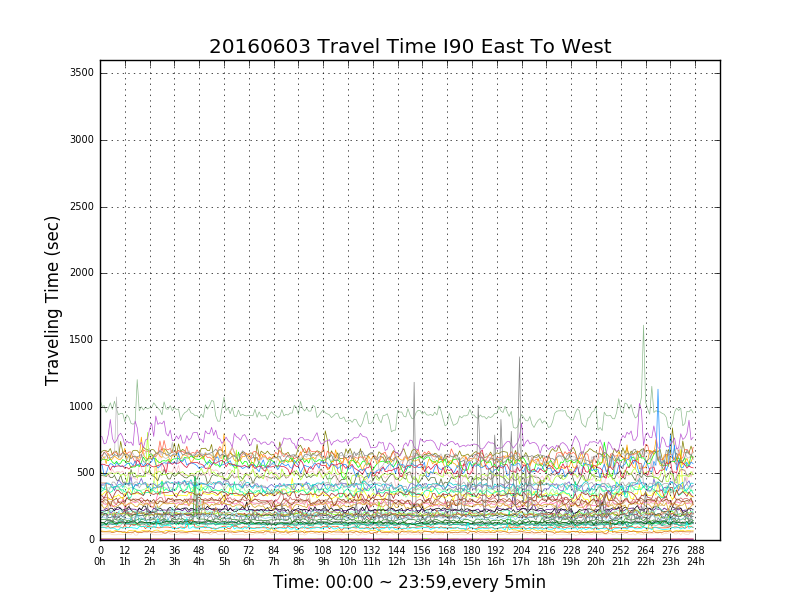 20160603 Travel Time I90 East To West
3500
3000
2500
2000
1500
1000
500
0
Traveling Time (sec)
0 12 24 36 48 60 72 84 96 108 120 132 144 156 168 180 192 204 216 228 240 252 264 276 288
0h 1h 2h 3h 4h 5h 6h 7h 8h 9h 10h 11h 12h 13h 14h 15h 16h 17h 18h 19h 20h 21h 22h 23h 24h
Time: 00:00 ~ 23:59,every 5min